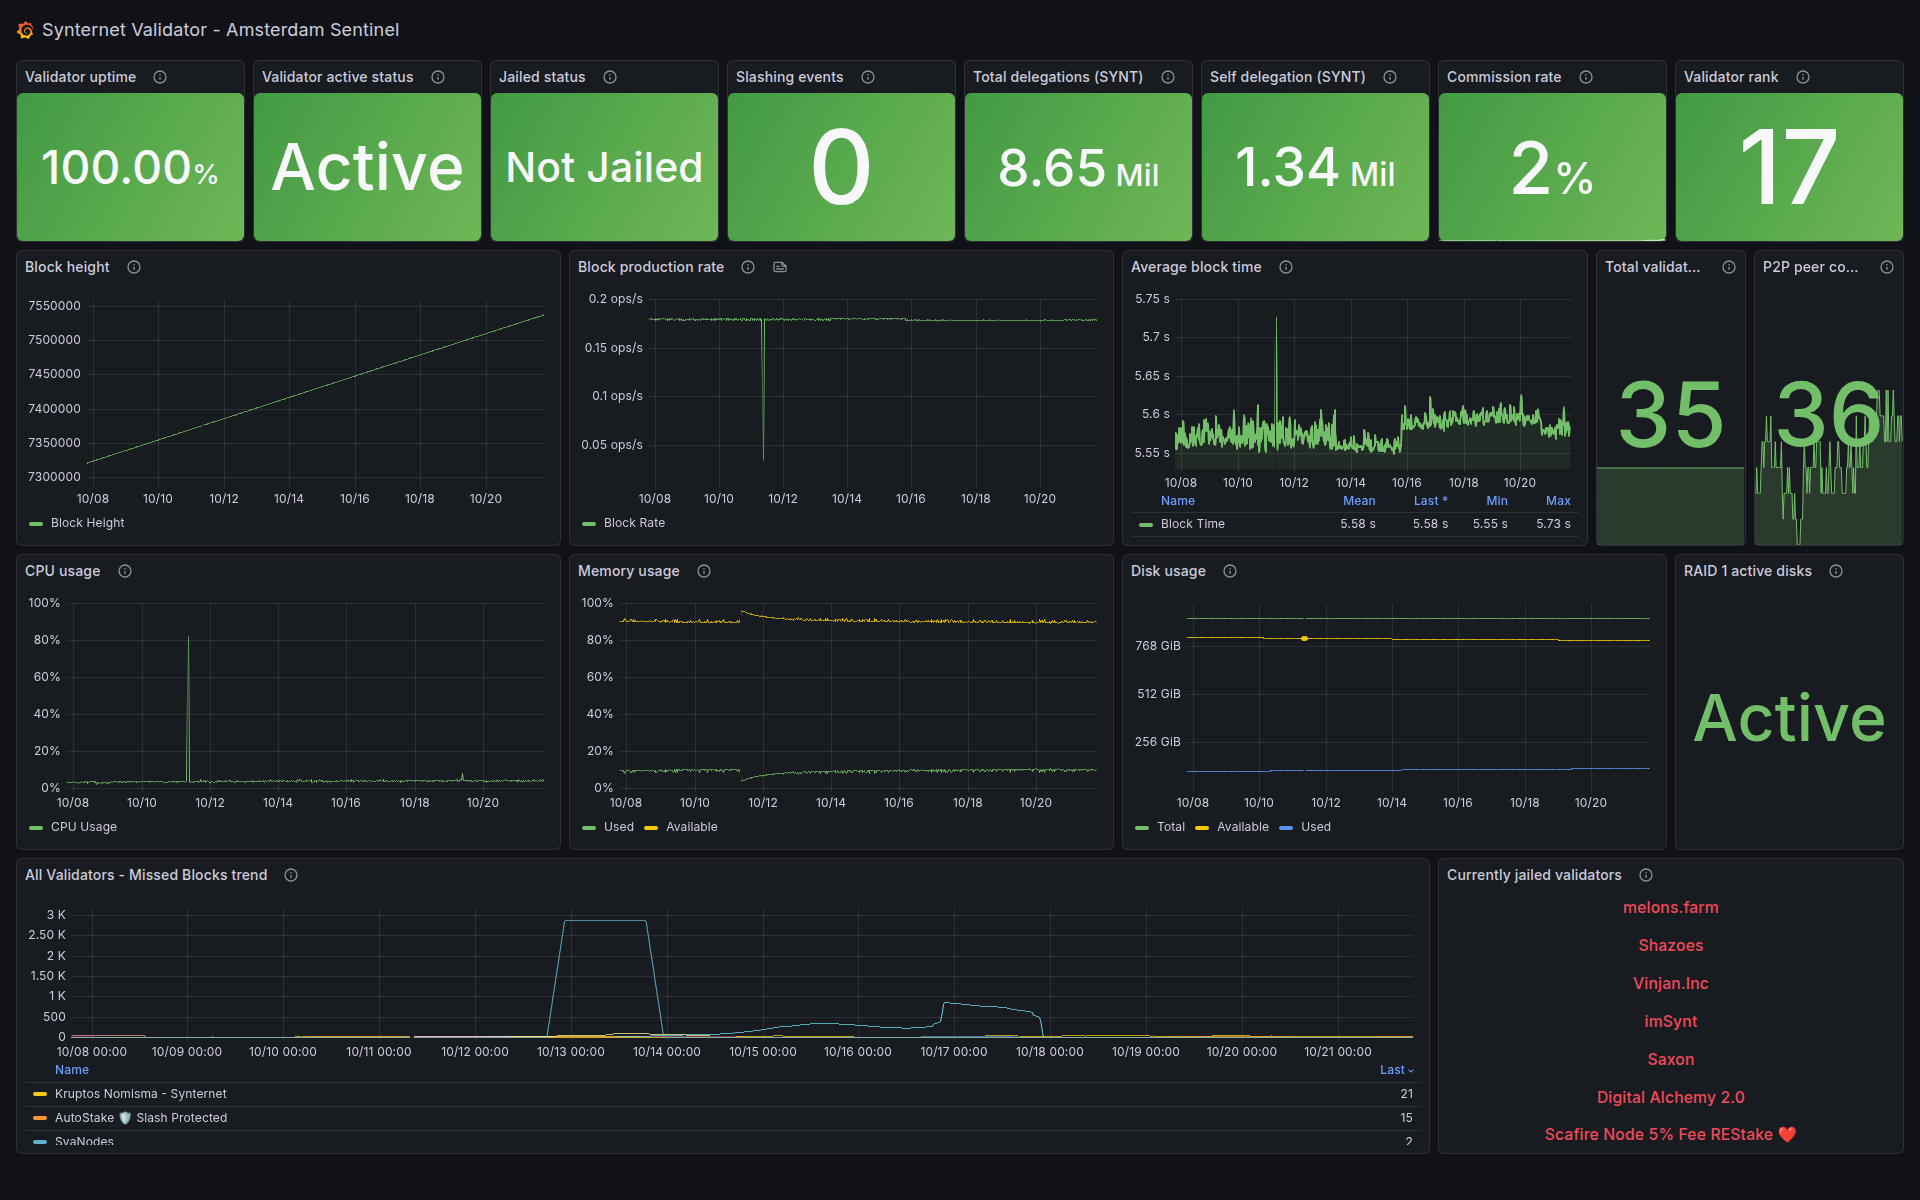 Synternet Validator - Amsterdam Sentinel
Validator uptime
100.00%
Validator active status
Active
Jailed status
Not Jailed
Slashing events
0
Total delegations (SYNT)
8.65 Mil
Self delegation (SYNT)
1.34 Mil
Commission rate
2%
Validator rank
17
Block height
7550000
7500000
7450000
7400000
7350000
7300000
10/08 10/10 10/12 10/14 10/16 10/18 10/20
Block Height
Block production rate
0.2 ops/s
0.15 ops/s
0.1 ops/s
0.05 ops/s
10/08 10/10 10/12 10/14 10/16 10/18 10/20
Block Rate
Average block time
5.75 s
5.7 s
5.65 s
5.6 s
5.55 s
10/08 10/10 10/12 10/14 10/16 10/18 10/20
Name Mean Last * Min Max
Block Time 5.58 s 5.58 s 5.55 s 5.73 s
Total validat...
35
P2P peer co...
36
CPU usage
100%
80%
60%
40%
20%
0%
10/08 10/10 10/12 10/14 10/16 10/18 10/20
CPU Usage
Memory usage
100%
80%
60%
40%
20%
0%
10/08 10/10 10/12 10/14 10/16 10/18 10/20
Used Available
Disk usage
768 GiB
512 GiB
256 GiB
10/08 10/10 10/12 10/14 10/16 10/18 10/20
Total Available Used
RAID 1 active disks
Active
All Validators - Missed Blocks trend
3 K
2.50 K
2 K
1.50 K
1 K
500
0
10/08 00:00 10/09 00:00 10/10 00:00 10/11 00:00 10/12 00:00 10/13 00:00 10/14 00:00 10/15 00:00 10/16 00:00 10/17 00:00 10/18 00:00 10/19 00:00 10/20 00:00 10/21 00:00
Name Last
Kruptos Nomisma - Synternet 21
AutoStake 🛡️ Slash Protected 15
SvaNodes 2
Currently jailed validators
melons.farm
Shazoes
Vinjan.Inc
imSynt
Saxon
Digital Alchemy 2.0
Scafire Node 5% Fee REStake ❤️